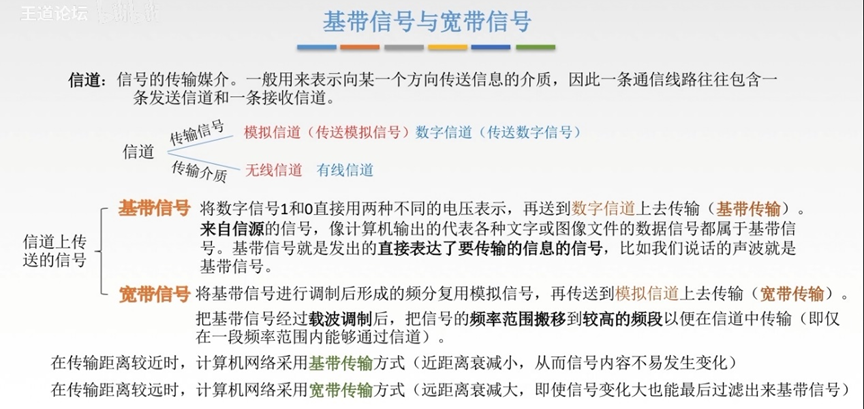 王道论坛
基带信号与宽带信号
信道：信号的传输媒介。一般用来表示向某一个方向传送信息的介质，因此一条通信线路往往包含一
条发送信道和一条接收信道。
传输信号
模拟信道（传送模拟信号）数字信道（传送数字信号）
信道
传输介质
无线信道 有线信道
基带信号 将数字信号1和0直接用两种不同的电压表示，再送到数字信道上去传输（基带传输）。
来自信源的信号，像计算机输出的代表各种文字或图像文件的数据信号都属于基带信
号。基带信号就是发出的直接表达了要传输的信息的信号，比如我们说话的声波就是
基带信号。
信道上传
送的信号
宽带信号 将基带信号进行调制后形成的频分复用模拟信号，再传送到模拟信道上去传输（宽带传输）。
把基带信号经过载波调制后，把信号的频率范围搬移到较高的频段以便在信道中传输（即仅
在一段频率范围内能够通过信道）。
在传输距离较近时，计算机网络采用基带传输方式（近距离衰减小，从而信号内容不易发生变化）
在传输距离较远时，计算机网络采用宽带传输方式（远距离衰减大，即使信号变化大也能最后过滤出来基带信号）